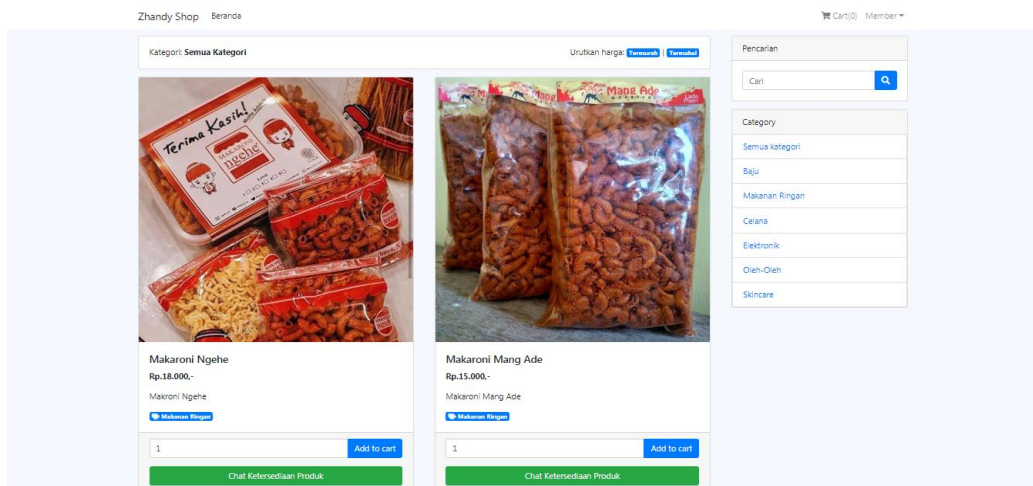 Zhandy Shop Beranda
Cart(0) Member
Kategori: Semua Kategori
Urutkan harga: Termurah | Termahal
Terima Kasih!
MAKARONI
ngehe
Mang Ade
Makaroni Ngehe
Rp.18.000,-
Makroni Ngehe
Makanan Ringan
1
Add to cart
Chat Ketersediaan Produk
Makaroni Mang Ade
Rp.15.000,-
Makaroni Mang Ade
Makanan Ringan
1
Add to cart
Chat Ketersediaan Produk
Pencarian
Cari
Category
Semua kategori
Baju
Makanan Ringan
Celana
Elektronik
Oleh-Oleh
Skincare